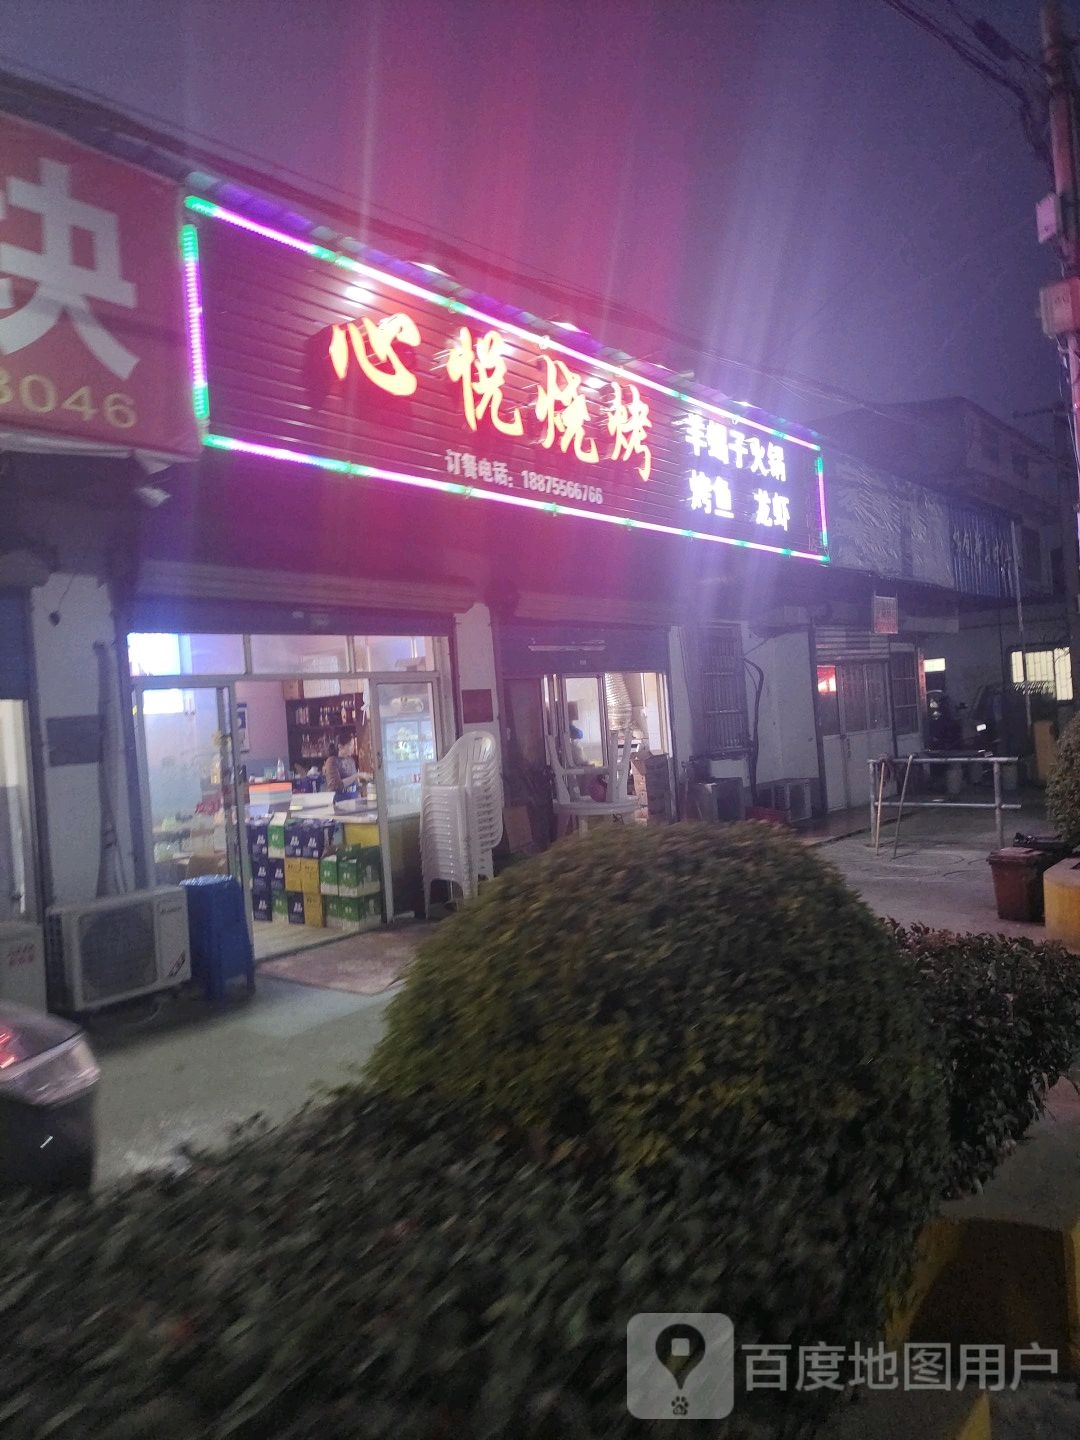 快
3046
心悦烧烤
订餐电话：18875566766
羊蝎子火锅
烤鱼 龙虾
百度地图用户